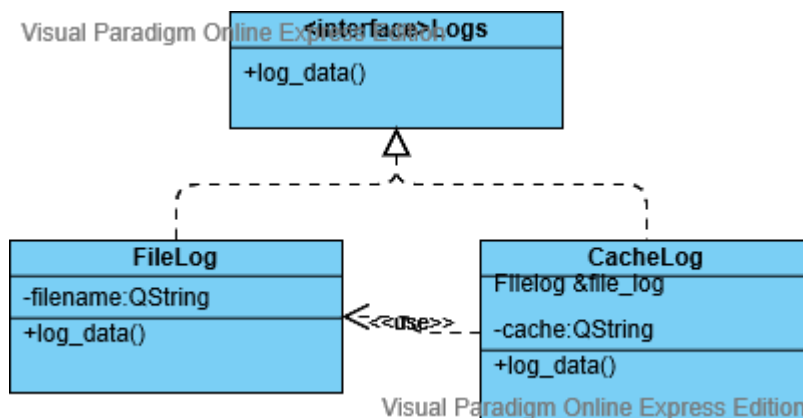 Visual Paradigm Online Express Edition
<interface>Logs
+log_data()
FileLog
-filename:QString
+log_data()
<<use>>
CacheLog
Filelog &file_log
-cache:QString
+log_data()
Visual Paradigm Online Express Edition